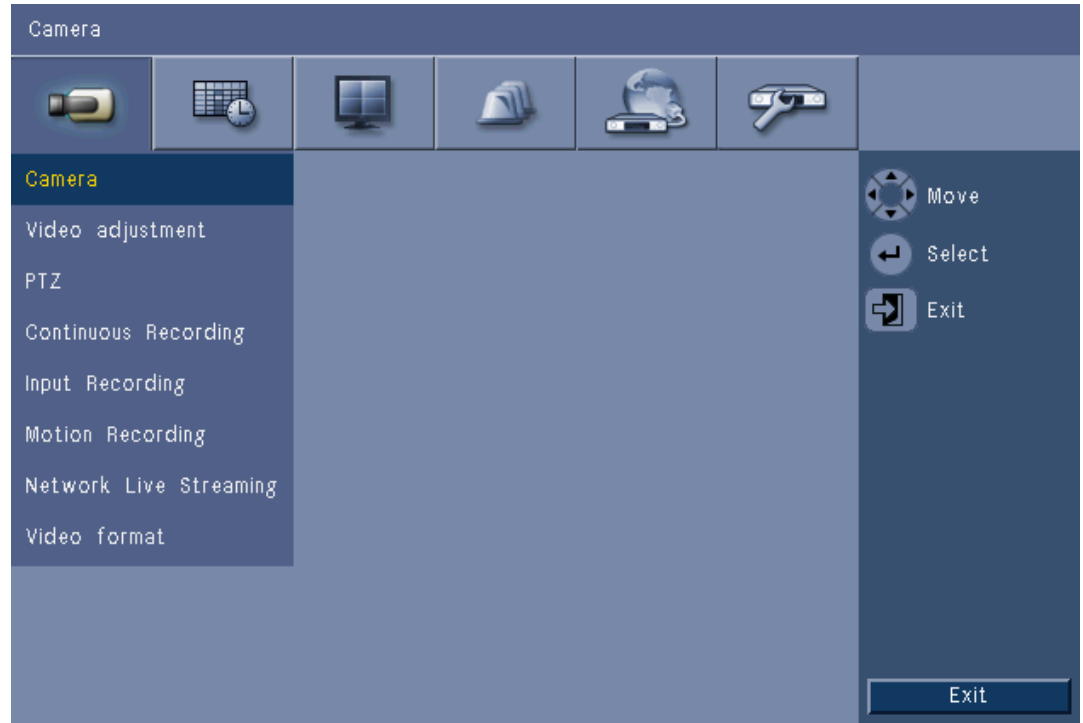 Camera
Camera
Video adjustment
PTZ
Continuous Recording
Input Recording
Motion Recording
Network Live Streaming
Video format
Move
Select
Exit
Exit